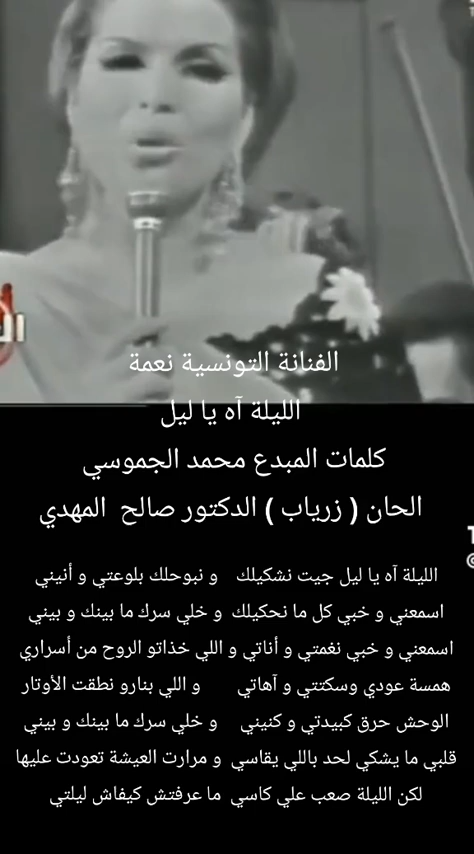 الفنانة التونسية نعمة
الليلة آه يا ليل
كلمات المبدع محمد الجموسي
الحان ( زرياب ) الدكتور صالح المهدي
الليلة آه يا ليل جيت نشكيلك و نبوحلك بلوعتي و أنيني
اسمعني و خبي كل ما نحكيلك و خلي سرك ما بينك و بيني
اسمعني و خبي نغمتي و أناتي و اللي خذاتو الروح من أسراري
همسة عودي وسكتتي و آهاتي و اللي بنارو نطقت الأوتار
الوحش حرق كبيدتي و كنيني و خلي سرك ما بينك و بيني
قلبي ما يشكي لحد باللي يقاسي و مرارت العيشة تعودت عليها
لكن الليلة صعب علي كاسي ما عرفتش كيفاش ليلتي